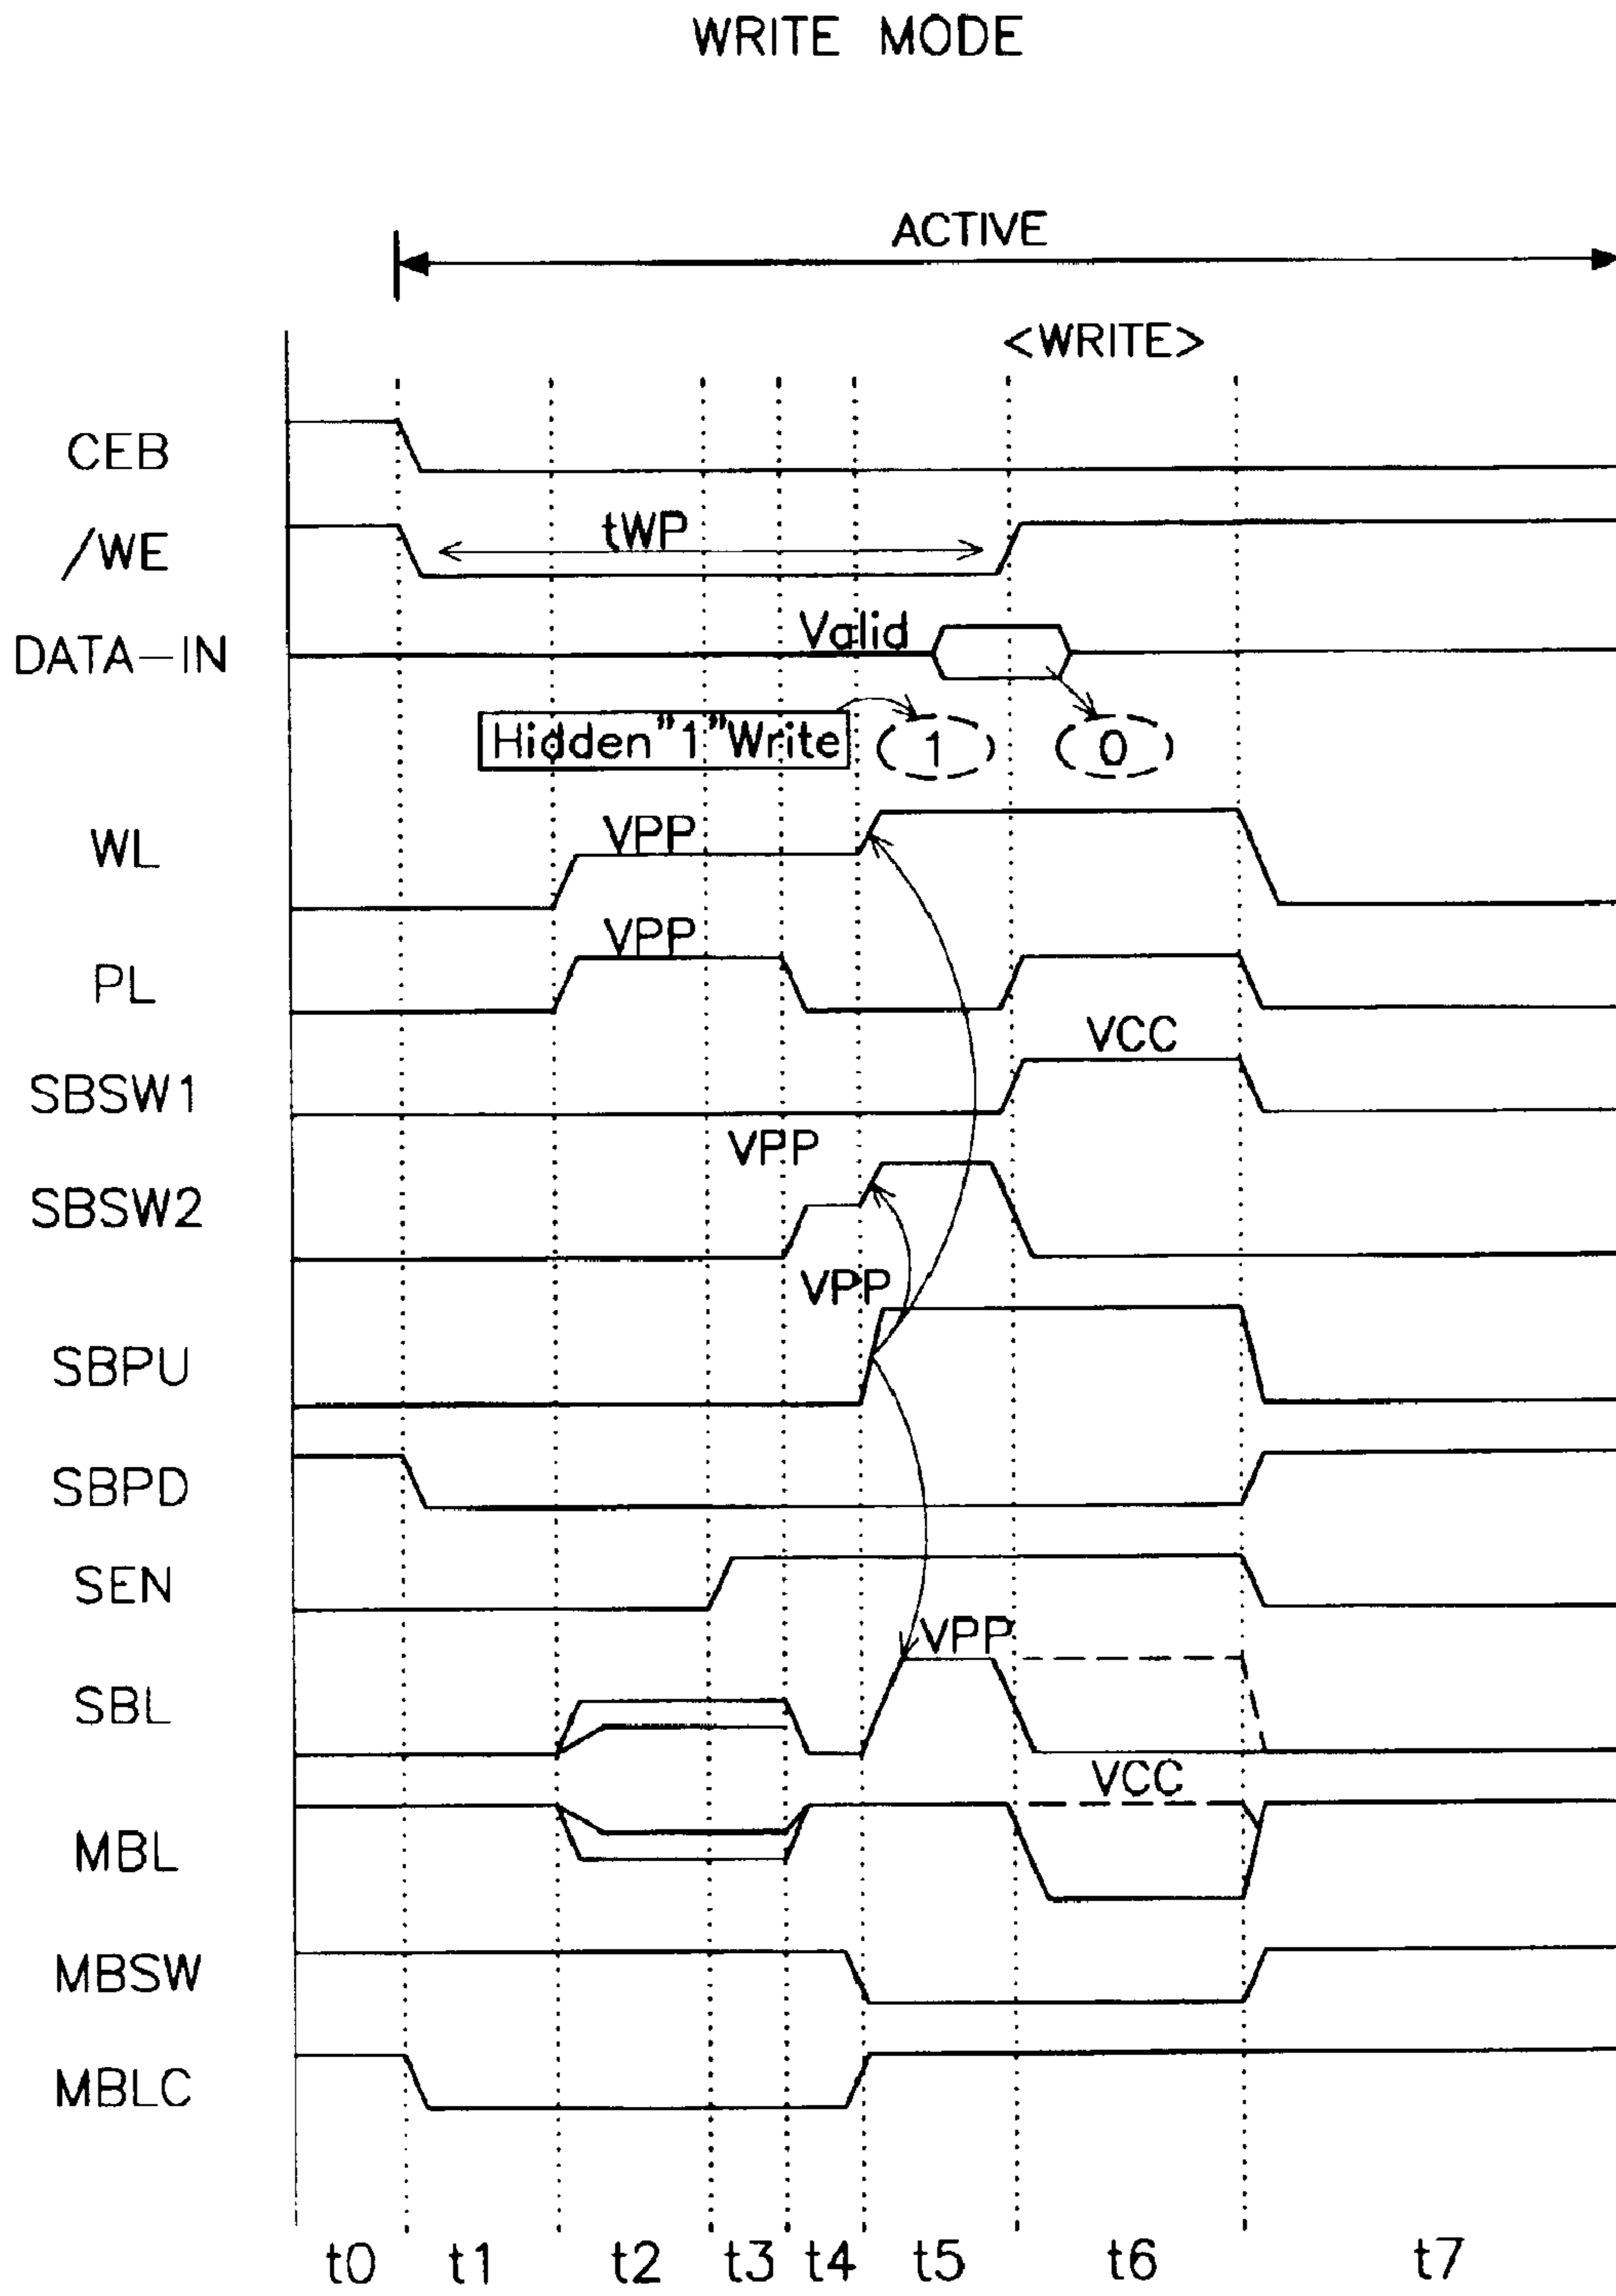 WRITE MODE
ACTIVE
<WRITE>
CEB
/WE tWP
DATA-IN Valid
Hidden"1"Write 1 0
WL VPP
PL VPP
SBSW1 VCC
SBSW2 VPP
SBPU VPP
SBPD
SEN
SBL VPP
MBL VCC
MBSW
MBLC
t0 t1 t2 t3 t4 t5 t6 t7